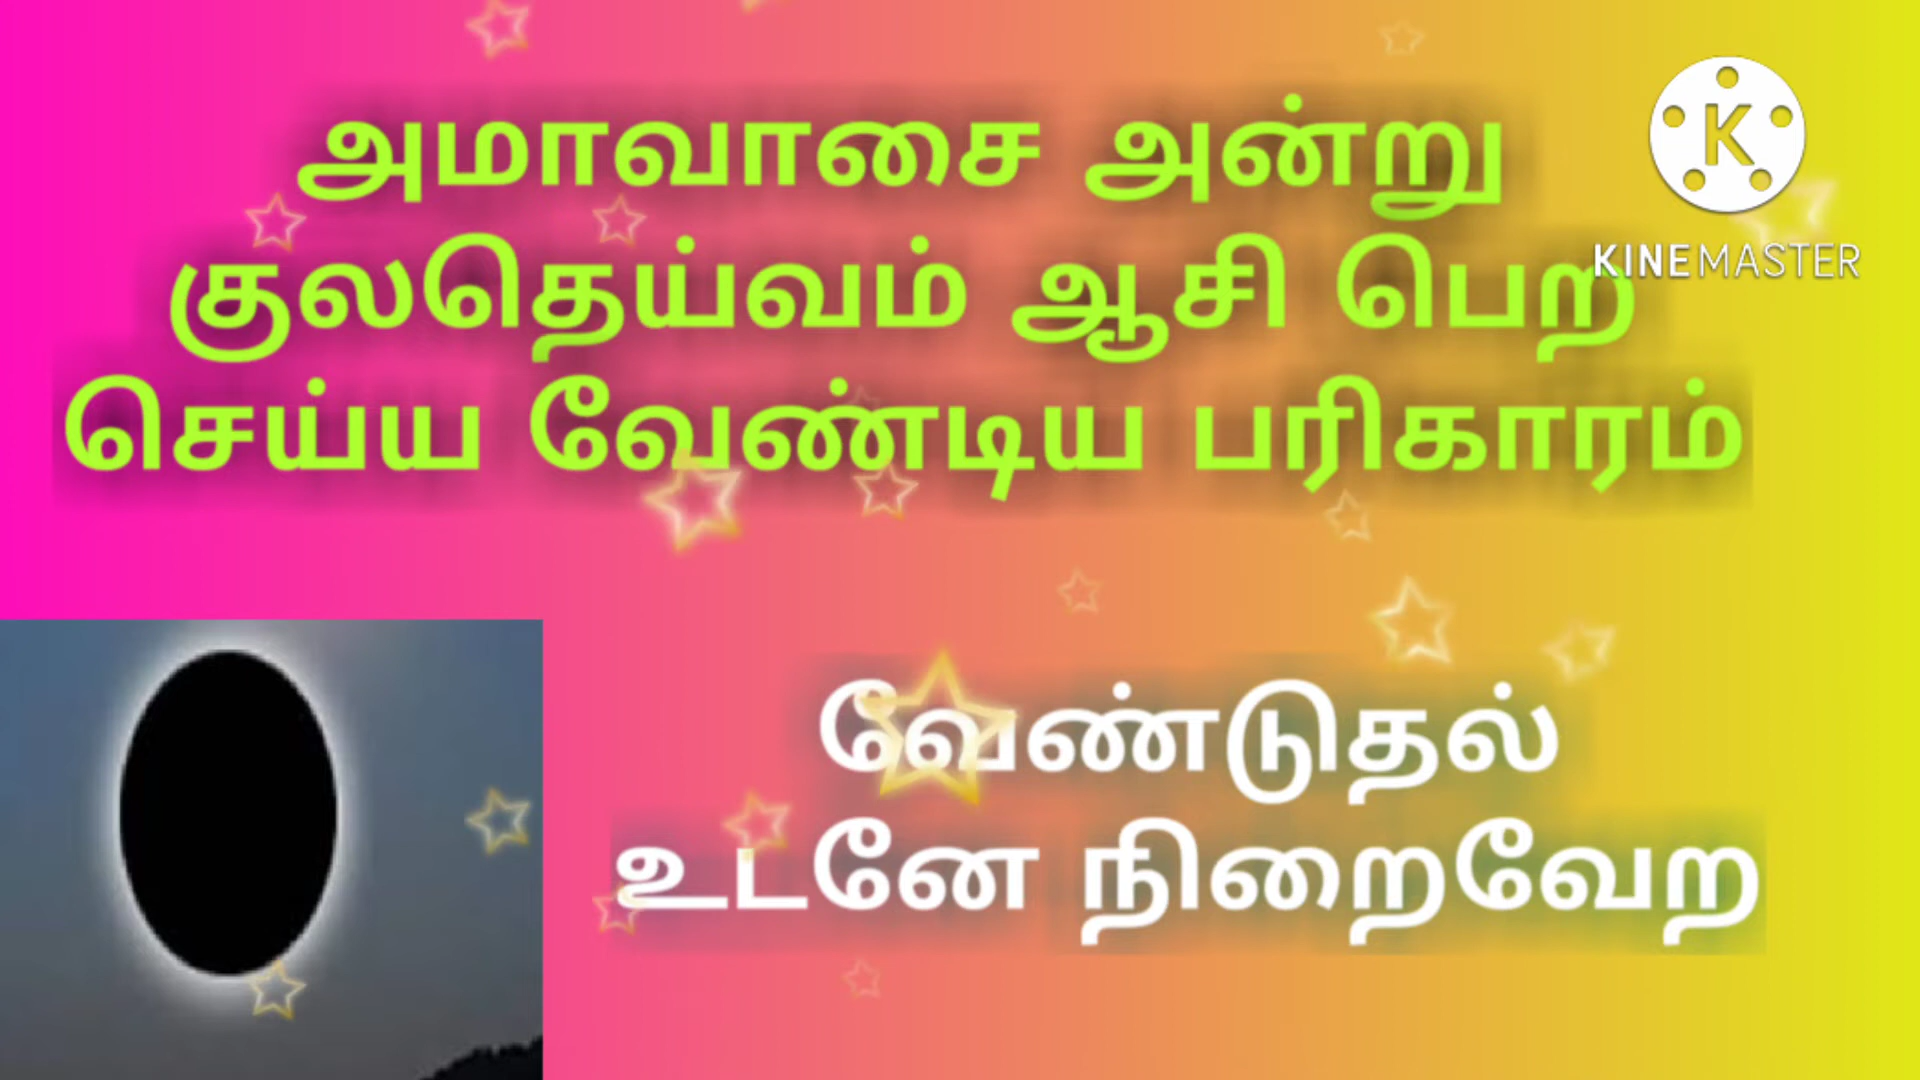 அமாவாசை அன்று
குலதெய்வம் ஆசி பெற
செய்ய வேண்டிய பரிகாரம்
KINEMASTER
வேண்டுதல்
உடனே நிறைவேற